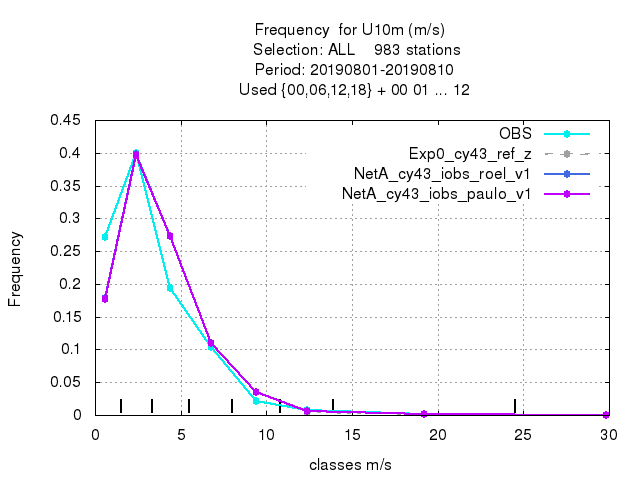 Frequency  for U10m (m/s)
Selection: ALL    983 stations
Period: 20190801-20190810
Used {00,06,12,18} + 00 01 ... 12
OBS
Exp0_cy43_ref_z
NetA_cy43_iobs_roel_v1
NetA_cy43_iobs_paulo_v1
Frequency
0.45
0.4
0.35
0.3
0.25
0.2
0.15
0.1
0.05
0
0 5 10 15 20 25 30
classes m/s